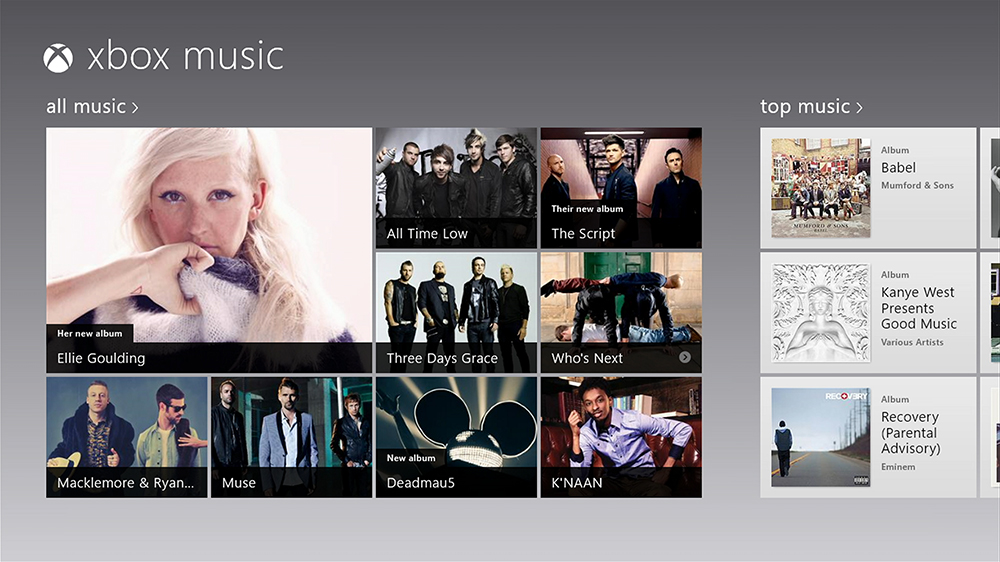 xbox music
all music >
Her new album
Ellie Goulding
All Time Low
Their new album
The Script
Three Days Grace
Who's Next
Macklemore & Ryan...
Muse
New album
Deadmau5
K'NAAN
top music >
MUMFORD & SONS
BABEL
Album
Babel
Mumford & Sons
Album
Kanye West
Presents
Good Music
Various Artists
RECOVERY
Album
Recovery
(Parental
Advisory)
Eminem